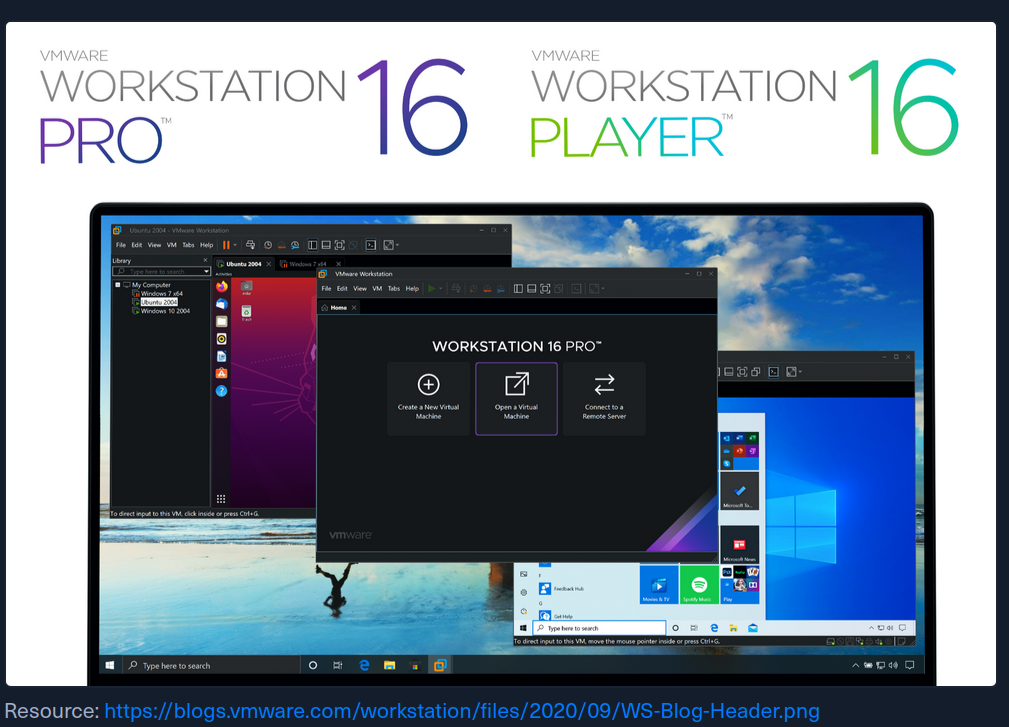 VMWARE
WORKSTATION 16
PRO™
VMWARE
WORKSTATION 16
PLAYER™
Ubuntu 2004 - VMware Workstation
File Edit View VM Tabs Help
Library
Type here to search
My Computer
Windows 7 x64
Ubuntu 2004
Windows 10 2004
Ubuntu 2004
Windows 7 x64
Activities
To direct input to this VM, click inside or press Ctrl+G.
VMware Workstation
File Edit View VM Tabs Help
Home
WORKSTATION 16 PRO™
Create a New Virtual
Machine
Open a Virtual
Machine
Connect to a
Remote Server
vmware
Microsoft To...
Microsoft News
F
Feedback Hub
G
Get Help
Movies & TV
Spotify Music
Play
Type here to search
To direct input to this VM, move the mouse pointer inside or press Ctrl+G.
Type here to search
Resource: https://blogs.vmware.com/workstation/files/2020/09/WS-Blog-Header.png